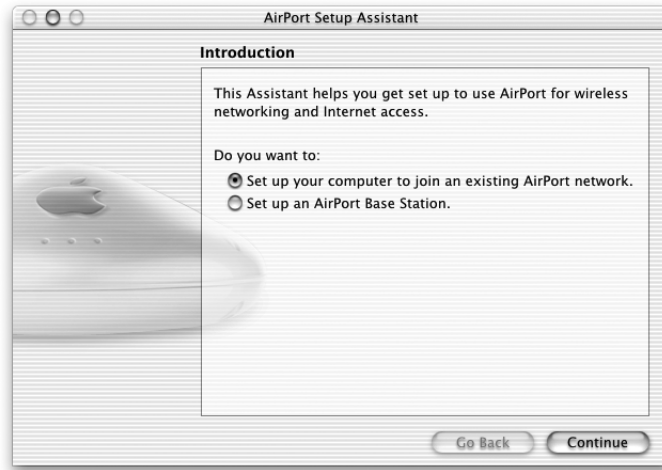 AirPort Setup Assistant
Introduction
This Assistant helps you get set up to use AirPort for wireless
networking and Internet access.
Do you want to:
Set up your computer to join an existing AirPort network.
Set up an AirPort Base Station.
Go Back
Continue